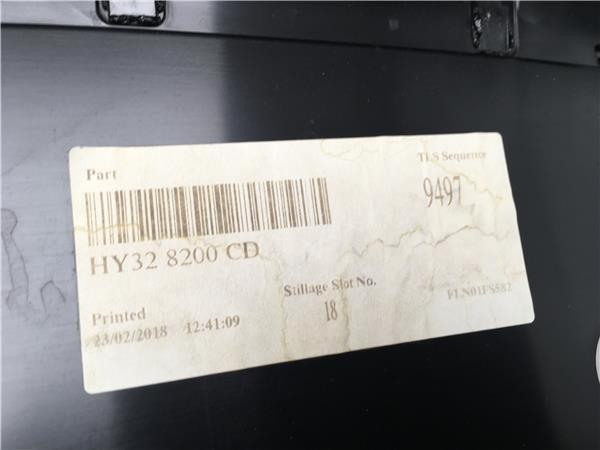 Part
TLS Sequence
9497
HY32 8200 CD
Stillage Slot No.
18
FLN01FS582
Printed
23/02/2018 12:41:09